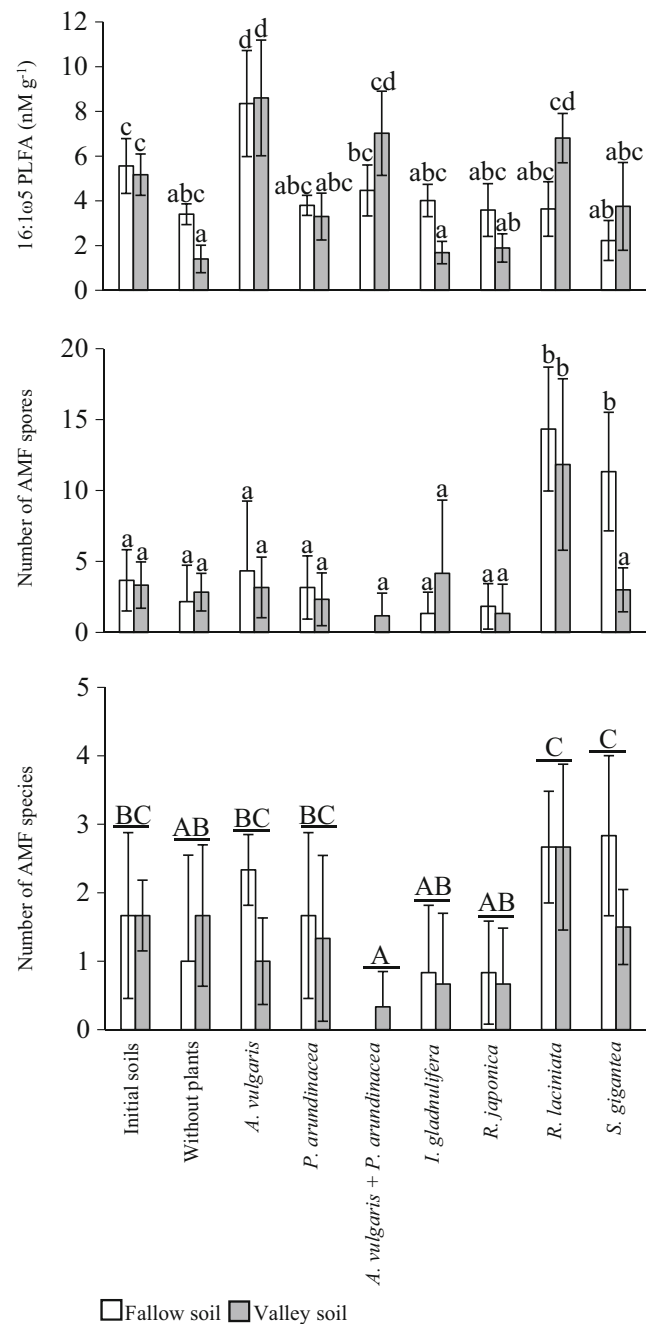 16:1ω5 PLFA (nM g-1)
12
10
8
6
4
2
0
c
c
abc
a
d
d
abc
abc
bc
cd
abc
a
abc
ab
abc
cd
ab
abc
Number of AMF spores
20
15
10
5
0
a
a
a
a
a
a
a
a
a
a
a
a
a
b
b
b
a
Number of AMF species
5
4
3
2
1
0
BC
AB
BC
BC
A
AB
AB
C
C
Initial soils
Without plants
A. vulgaris
P. arundinacea
A. vulgaris + P. arundinacea
I. gladnulifera
R. japonica
R. laciniata
S. gigantea
Fallow soil
Valley soil